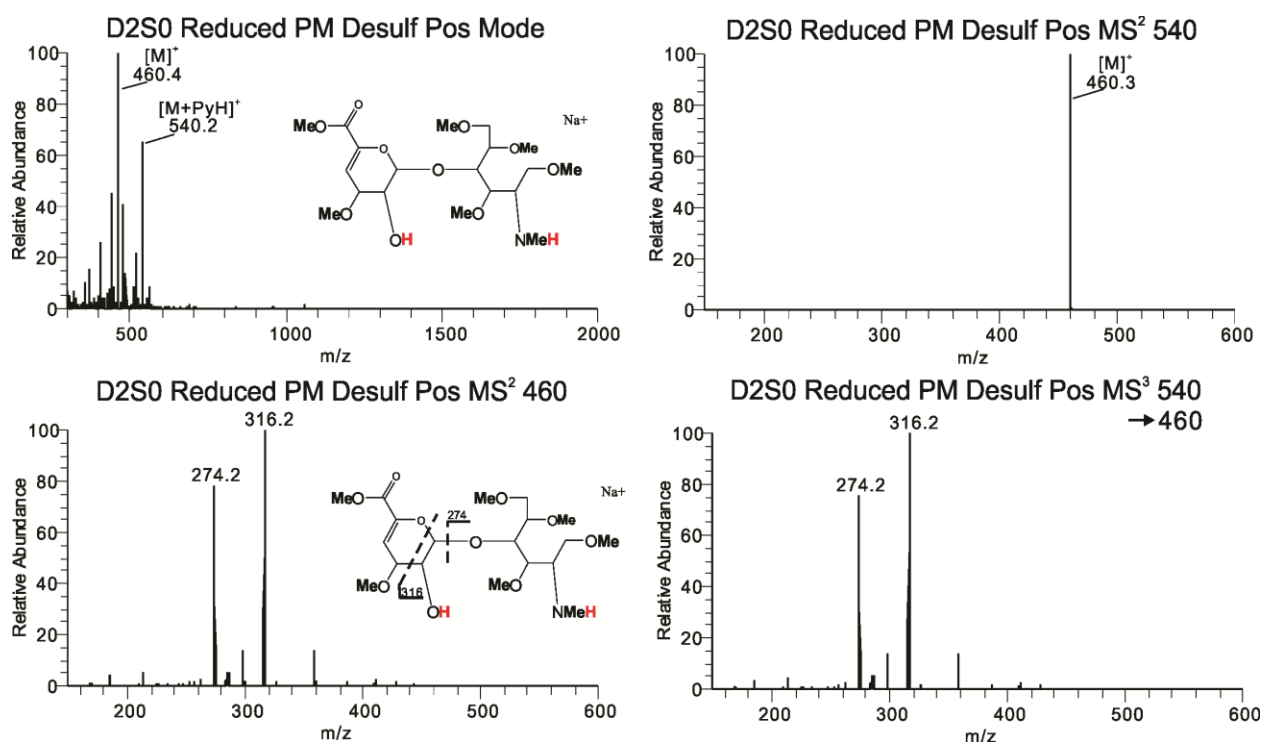 D2S0 Reduced PM Desulf Pos Mode
[M]⁺
460.4
[M+PyH]⁺
540.2
100
80
60
40
20
0
Relative Abundance
500
1000
1500
2000
m/z
MeO
O
O
MeO
OH
O
MeO
OMe
OMe
MeO
NMeH
Na+
D2S0 Reduced PM Desulf Pos MS² 540
[M]⁺
460.3
100
80
60
40
20
0
Relative Abundance
200
300
400
500
600
m/z
D2S0 Reduced PM Desulf Pos MS² 460
316.2
274.2
100
80
60
40
20
0
Relative Abundance
200
300
400
500
600
m/z
MeO
O
O
MeO
316
OH
274
O
MeO
OMe
OMe
MeO
NMeH
Na+
D2S0 Reduced PM Desulf Pos MS³ 540
→460
316.2
274.2
100
80
60
40
20
0
Relative Abundance
200
300
400
500
600
m/z